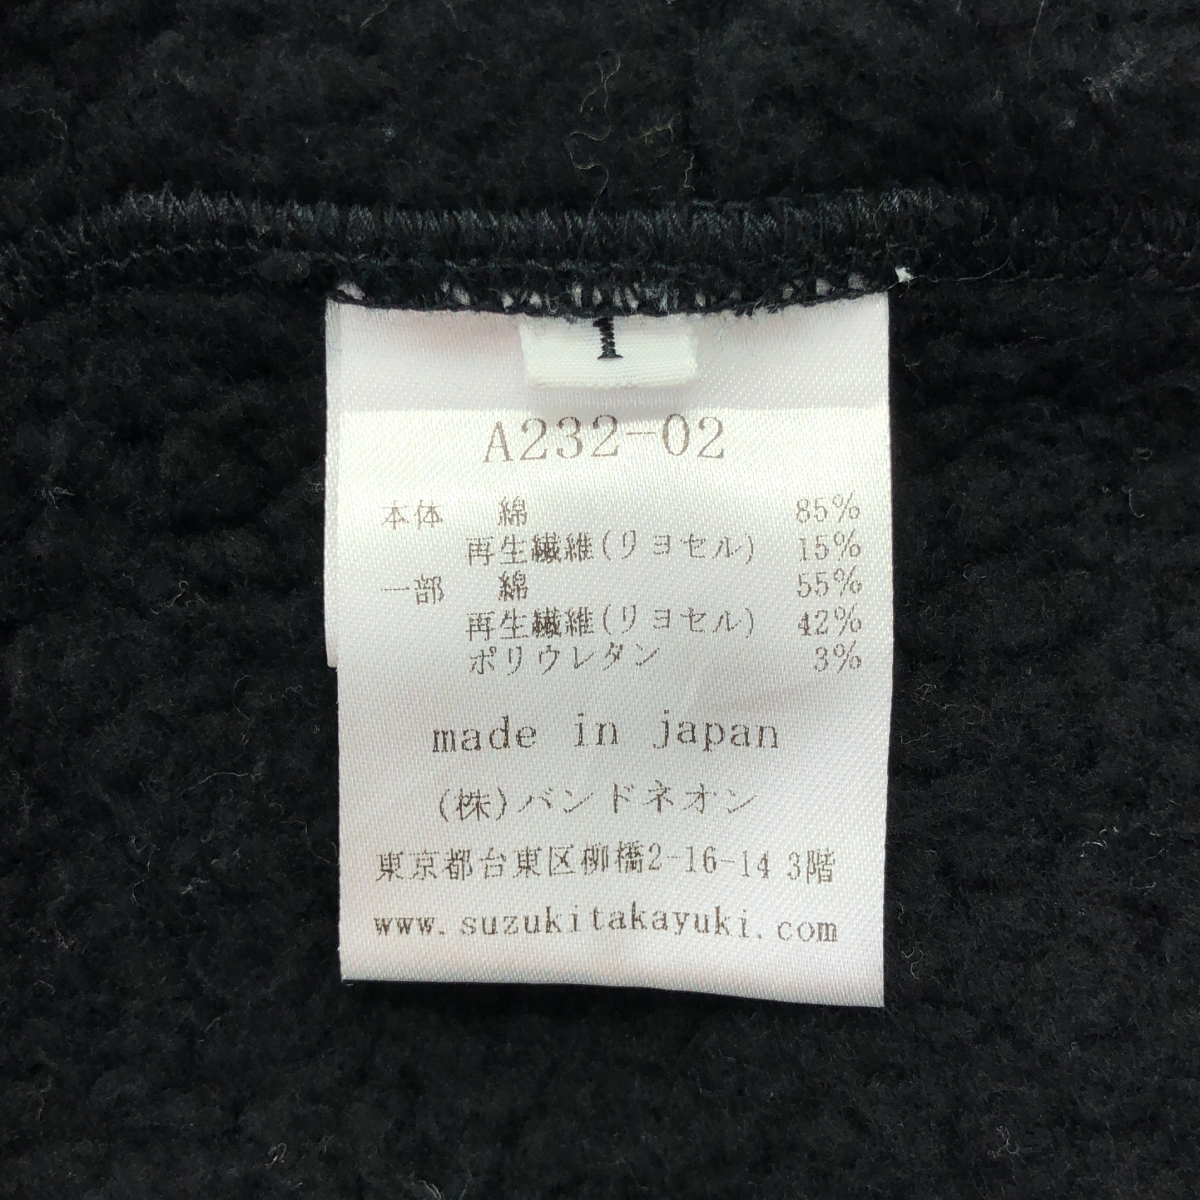 1
A232-02
本体 綿 85%
再生繊維(リヨセル) 15%
一部 綿 55%
再生繊維(リヨセル) 42%
ポリウレタン 3%
made in japan
(株)バンドネオン
東京都台東区柳橋2-16-14 3階
www.suzukitakayuki.com